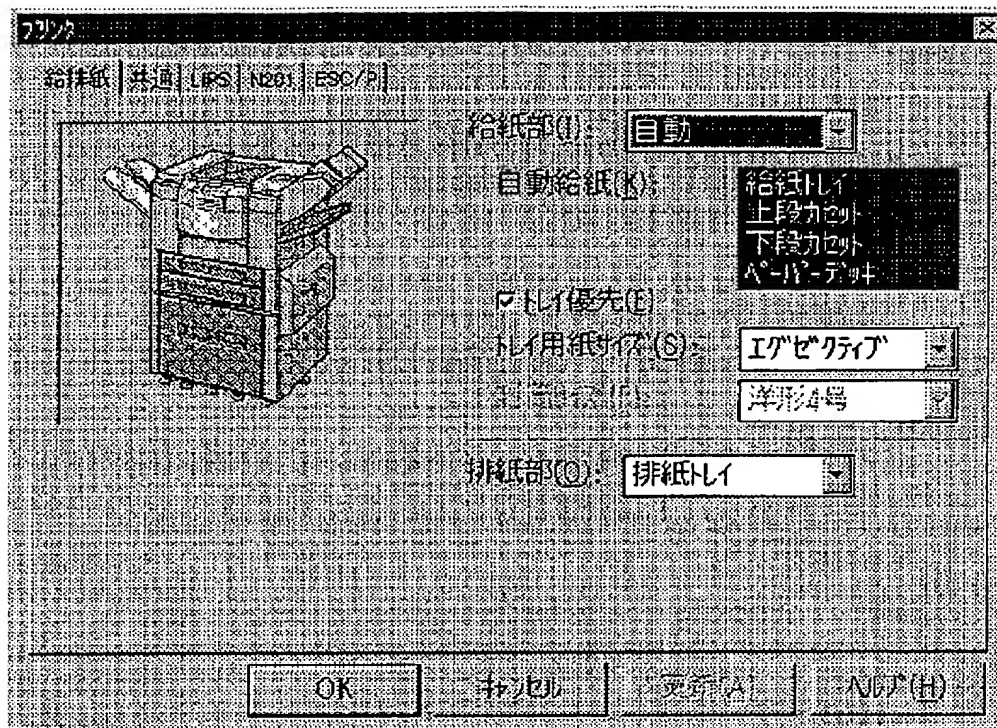 プリンタ
給排紙 共通 LIPS N201 ESC/P
給紙部(I): 自動
自動給紙(K): 給紙トレイ
上段カセット
下段カセット
ペーパーデッキ
トレイ優先(E)
トレイ用紙サイズ(S): エグゼクティブ
洋形4号
排紙部(O): 排紙トレイ
OK キャンセル 更新(A) ヘルプ(H)